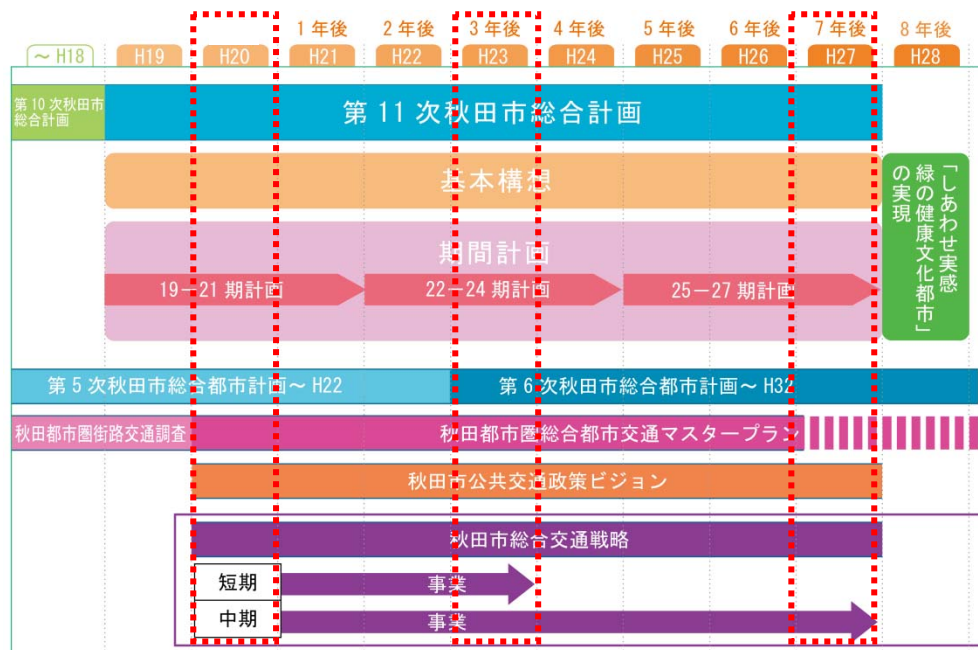 1年後 2年後 3年後 4年後 5年後 6年後 7年後 8年後
～H18 H19 H20 H21 H22 H23 H24 H25 H26 H27 H28
第10次秋田市
総合計画
第11次秋田市総合計画
基本構想
「しあわせ実感
緑の健康文化都市」
の実現
期間計画
19－21期計画 22－24期計画 25－27期計画
第5次秋田市総合都市計画～H22 第6次秋田市総合都市計画～H32
秋田都市圏街路交通調査 秋田都市圏総合都市交通マスタープラン
秋田市公共交通政策ビジョン
秋田市総合交通戦略
短期 事業
中期 事業